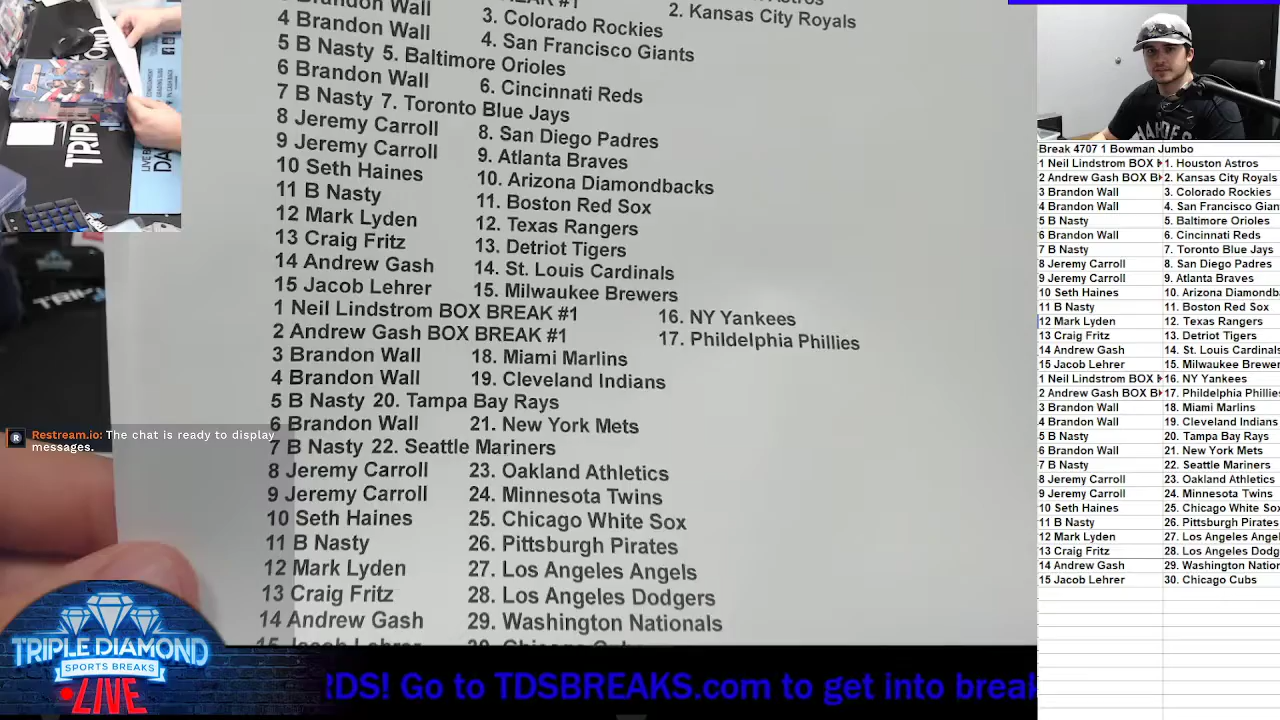 4 Brandon Wall
2. Kansas City Royals
3. Colorado Rockies
5 B Nasty 5. Baltimore Orioles
4. San Francisco Giants
6 Brandon Wall 6. Cincinnati Reds
7 B Nasty 7. Toronto Blue Jays
8 Jeremy Carroll 8. San Diego Padres
9 Jeremy Carroll 9. Atlanta Braves
10 Seth Haines 10. Arizona Diamondbacks
11 B Nasty 11. Boston Red Sox
12 Mark Lyden 12. Texas Rangers
13 Craig Fritz 13. Detriot Tigers
14 Andrew Gash 14. St. Louis Cardinals
15 Jacob Lehrer 15. Milwaukee Brewers
1 Neil Lindstrom BOX BREAK #1 16. NY Yankees
2 Andrew Gash BOX BREAK #1 17. Phildelphia Phillies
3 Brandon Wall 18. Miami Marlins
4 Brandon Wall 19. Cleveland Indians
5 B Nasty 20. Tampa Bay Rays
6 Brandon Wall 21. New York Mets
7 B Nasty 22. Seattle Mariners
8 Jeremy Carroll 23. Oakland Athletics
9 Jeremy Carroll 24. Minnesota Twins
10 Seth Haines 25. Chicago White Sox
11 B Nasty 26. Pittsburgh Pirates
12 Mark Lyden 27. Los Angeles Angels
13 Craig Fritz 28. Los Angeles Dodgers
14 Andrew Gash 29. Washington Nationals
Restream.io: The chat is ready to display
messages.
TRIPLE DIAMOND
SPORTS BREAKS
LIVE
RDS! Go to TDSBREAKS.com to get into break
Break 4707 1 Bowman Jumbo
1 Neil Lindstrom BOX 1. Houston Astros
2 Andrew Gash BOX 2. Kansas City Royals
3 Brandon Wall 3. Colorado Rockies
4 Brandon Wall 4. San Francisco Gian
5 B Nasty 5. Baltimore Orioles
6 Brandon Wall 6. Cincinnati Reds
7 B Nasty 7. Toronto Blue Jays
8 Jeremy Carroll 8. San Diego Padres
9 Jeremy Carroll 9. Atlanta Braves
10 Seth Haines 10. Arizona Diamondb
11 B Nasty 11. Boston Red Sox
12 Mark Lyden 12. Texas Rangers
13 Craig Fritz 13. Detriot Tigers
14 Andrew Gash 14. St. Louis Cardinals
15 Jacob Lehrer 15. Milwaukee Brewer
1 Neil Lindstrom BOX 16. NY Yankees
2 Andrew Gash BOX 17. Phildelphia Phillie
3 Brandon Wall 18. Miami Marlins
4 Brandon Wall 19. Cleveland Indians
5 B Nasty 20. Tampa Bay Rays
6 Brandon Wall 21. New York Mets
7 B Nasty 22. Seattle Mariners
8 Jeremy Carroll 23. Oakland Athletics
9 Jeremy Carroll 24. Minnesota Twins
10 Seth Haines 25. Chicago White Sox
11 B Nasty 26. Pittsburgh Pirates
12 Mark Lyden 27. Los Angeles Angel
13 Craig Fritz 28. Los Angeles Dodg
14 Andrew Gash 29. Washington Nation
15 Jacob Lehrer 30. Chicago Cubs